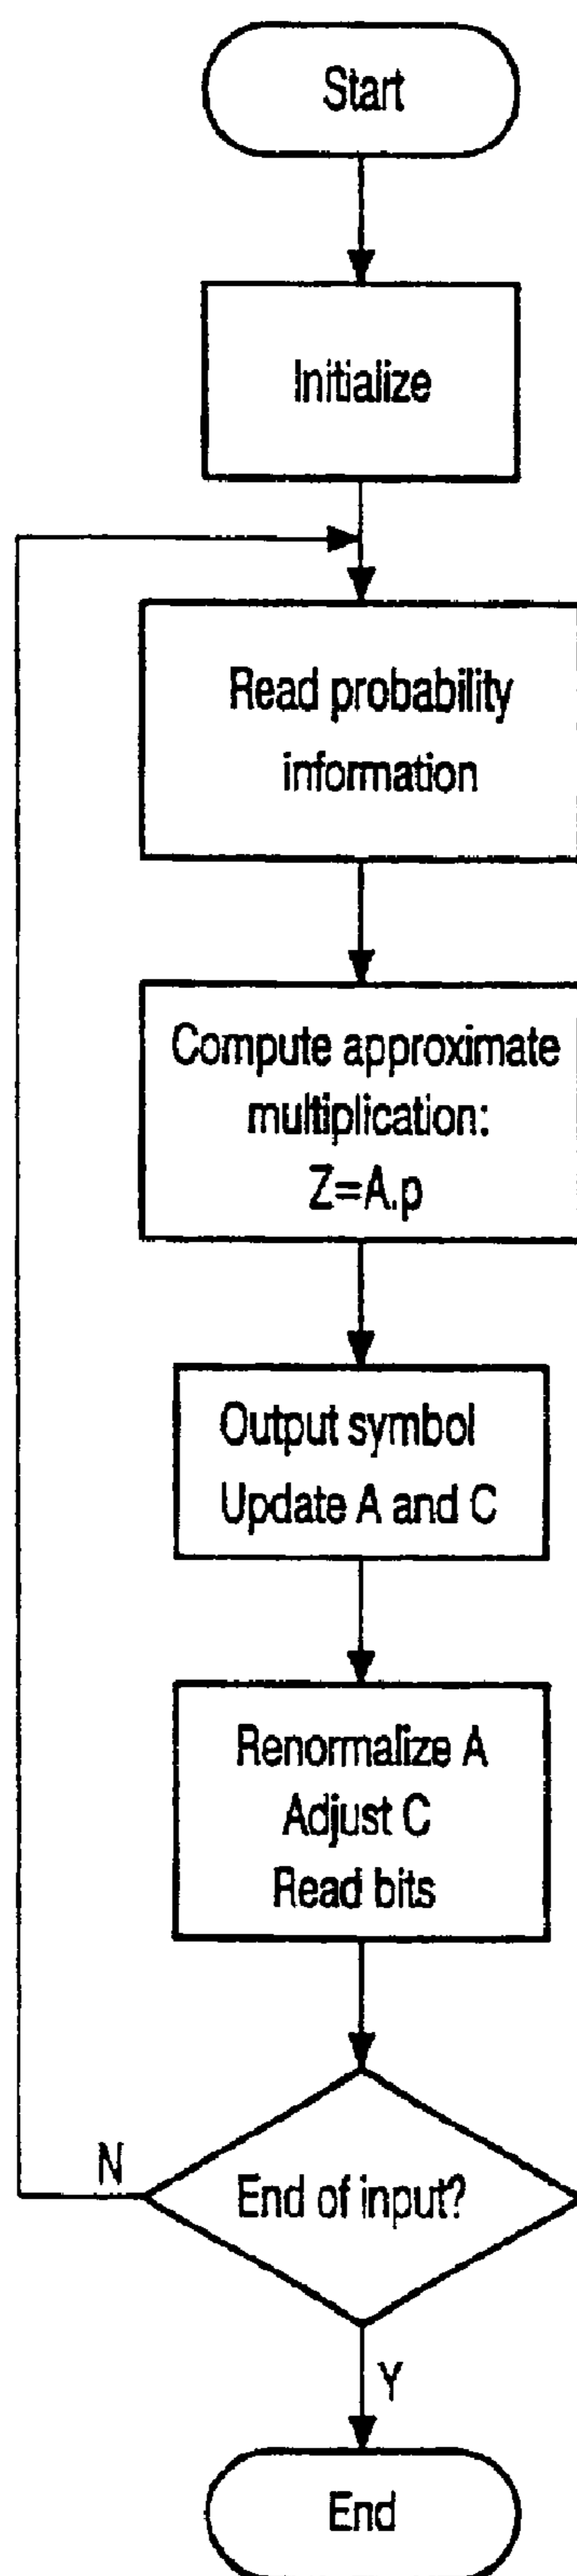 Start
Initialize
Read probability
information
Compute approximate
multiplication:
Z=A.p
Output symbol
Update A and C
Renormalize A
Adjust C
Read bits
N
End of input?
Y
End